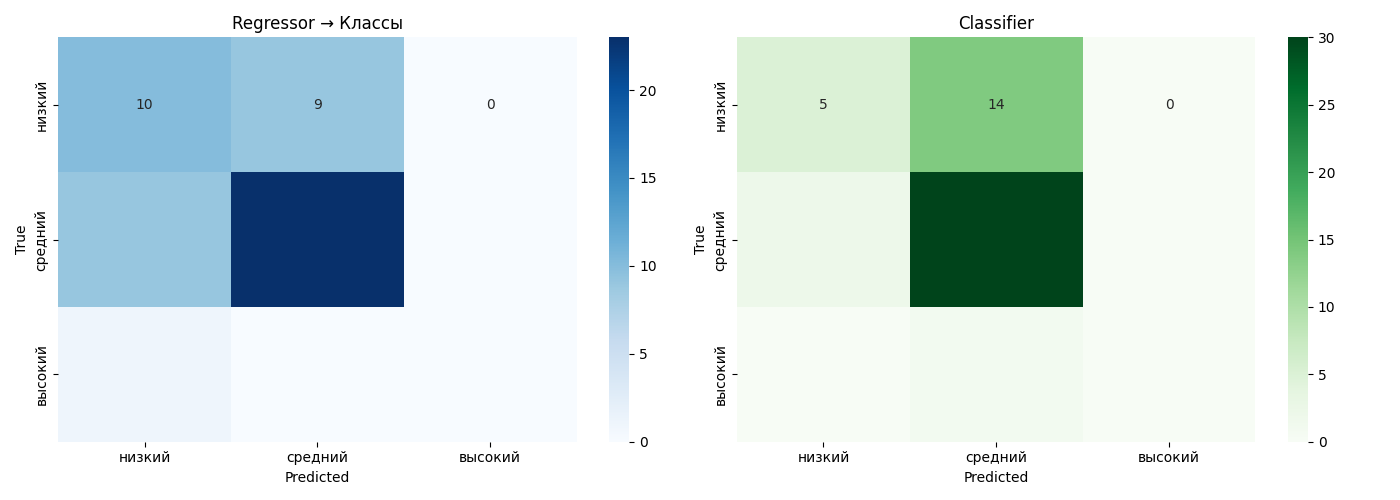 Regressor → Классы
10 9 0
True
низкий
средний
высокий
низкий средний высокий
Predicted
20
15
10
5
0
Classifier
5 14 0
True
низкий
средний
высокий
низкий средний высокий
Predicted
30
25
20
15
10
5
0